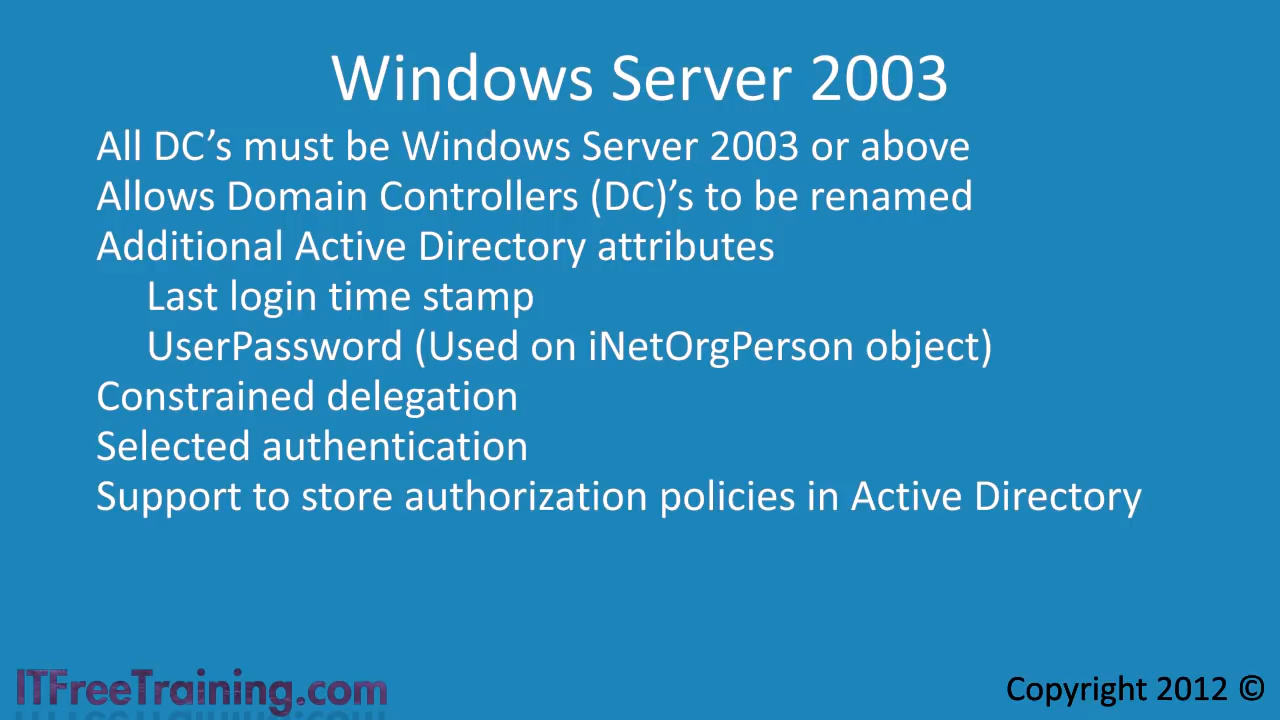 Windows Server 2003
All DC’s must be Windows Server 2003 or above
Allows Domain Controllers (DC)’s to be renamed
Additional Active Directory attributes
Last login time stamp
UserPassword (Used on iNetOrgPerson object)
Constrained delegation
Selected authentication
Support to store authorization policies in Active Directory
ITFreeTraining.com
Copyright 2012 ©